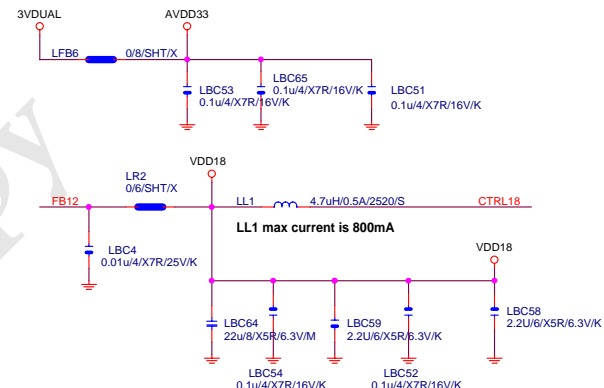 3VDUAL
AVDD33
LFB6
0/8/SHT/X
LBC53
0.1u/4/X7R/16V/K
LBC65
0.1u/4/X7R/16V/K
LBC51
0.1u/4/X7R/16V/K
VDD18
LR2
0/6/SHT/X
FB12
LL1
4.7uH/0.5A/2520/S
CTRL18
LL1 max current is 800mA
LBC4
0.01u/4/X7R/25V/K
VDD18
LBC64
22u/8/X5R/6.3V/M
LBC59
2.2U/6/X5R/6.3V/K
LBC58
2.2U/6/X5R/6.3V/K
LBC54
0.1u/4/X7R/16V/K
LBC52
0.1u/4/X7R/16V/K